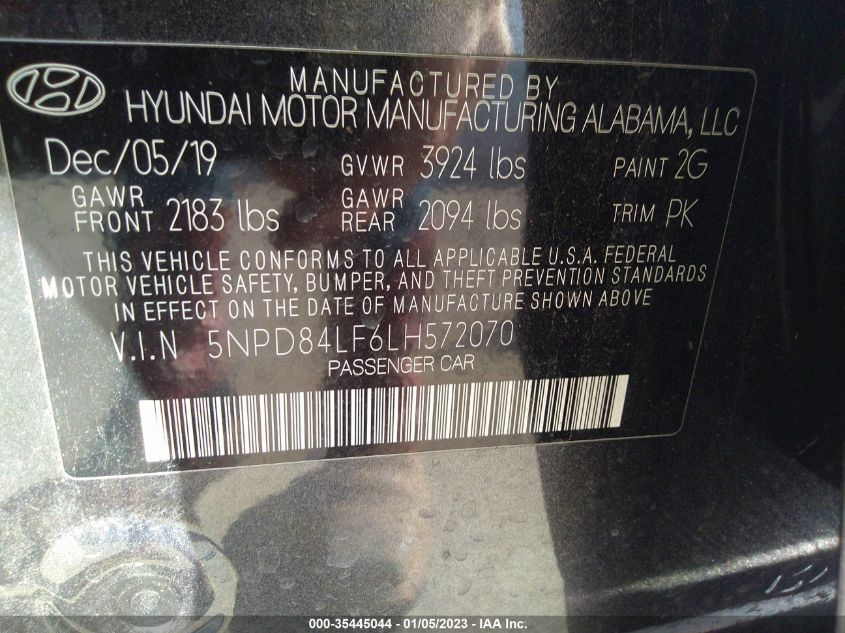 MANUFACTURED BY
HYUNDAI MOTOR MANUFACTURING ALABAMA, LLC
Dec/05/19 GVWR 3924 lbs PAINT 2G
GAWR FRONT 2183 lbs GAWR REAR 2094 lbs TRIM PK
THIS VEHICLE CONFORMS TO ALL APPLICABLE U.S.A. FEDERAL
MOTOR VEHICLE SAFETY, BUMPER, AND THEFT PREVENTION STANDARDS
IN EFFECT ON THE DATE OF MANUFACTURE SHOWN ABOVE
V.I.N 5NPD84LF6LH572070
PASSENGER CAR
000-35445044 - 01/05/2023 - IAA Inc.